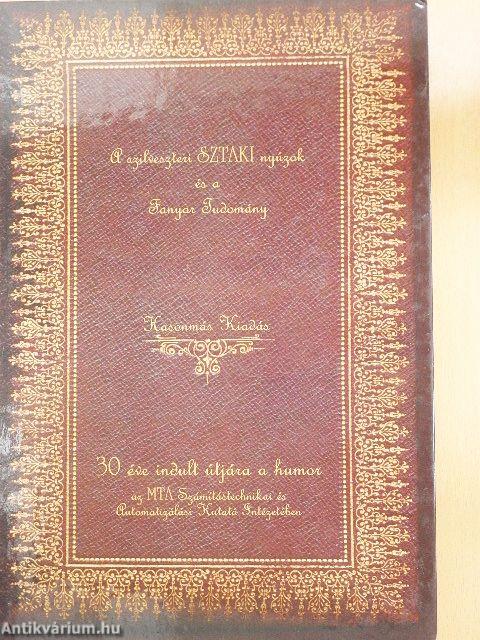 A szilveszteri SZTAKI nyúzok
és a
Fanyar Tudomány
Hasonmás Kiadás
30 éve indult útjára a humor
az MTA Számítástechnikai és
Automatizálási Kutató Intézetében
Antikvárium.hu